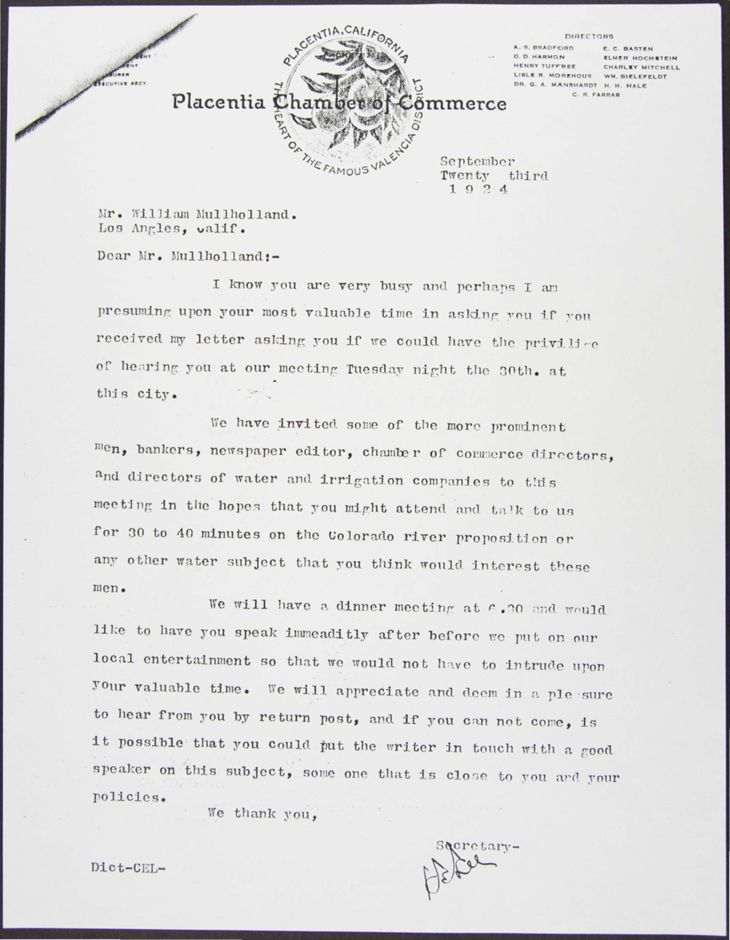 PLACENTIA, CALIFORNIA
THE HEART OF THE FAMOUS VALENCIA DISTRICT
EXECUTIVE SECY.
Placentia Chamber of Commerce
DIRECTORS
A. S. BRADFORD E. C. BASTEN
O. D. HARMON ELMER HOCHSTEIN
HENRY TUFFREE CHARLEY MITCHELL
LISLE R. MOREHOUS WM. BIELEFELDT
DR. G. A. MANSHARDT H. H. HALE
C. R. FARRAR
September
Twenty third
1924
Mr. William Mullholland.
Los Angles, Calif.
Dear Mr. Mullholland:-
I know you are very busy and perhaps I am
presuming upon your most valuable time in asking you if you
received my letter asking you if we could have the privilige
of hearing you at our meeting Tuesday night the 30th. at
this city.
We have invited some of the more prominent
men, bankers, newspaper editor, chamber of commerce directors,
and directors of water and irrigation companies to this
meeting in the hopes that you might attend and talk to us
for 30 to 40 minutes on the Colorado river proposition or
any other water subject that you think would interest these
men.
We will have a dinner meeting at and would
like to have you speak immeaditly after before we put on our
local entertainment so that we would not have to intrude upon
your valuable time. We will appreciate and deem in a pleasure
to hear from you by return post, and if you can not come, is
it possible that you could put the writer in touch with a good
speaker on this subject, some one that is close to you and your
policies.
We thank you,
Secretary-
Dict-CEL-